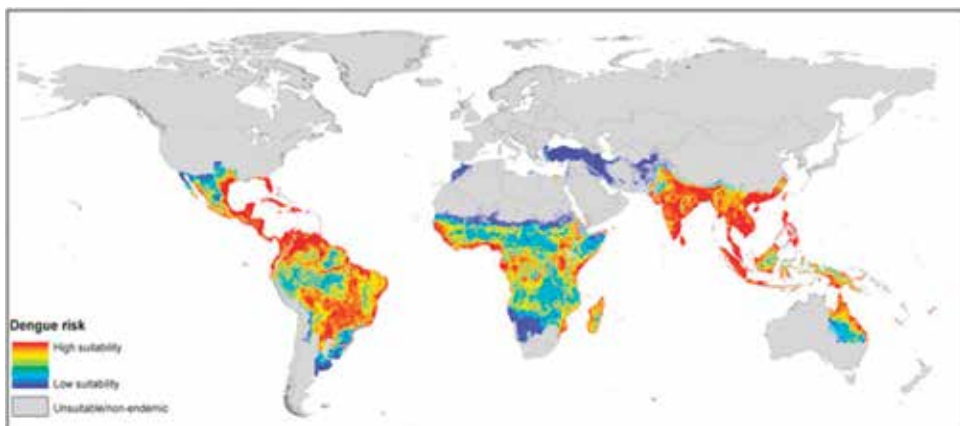 Dengue risk
High suitability
Low suitability
Unsuitable/non-endemic